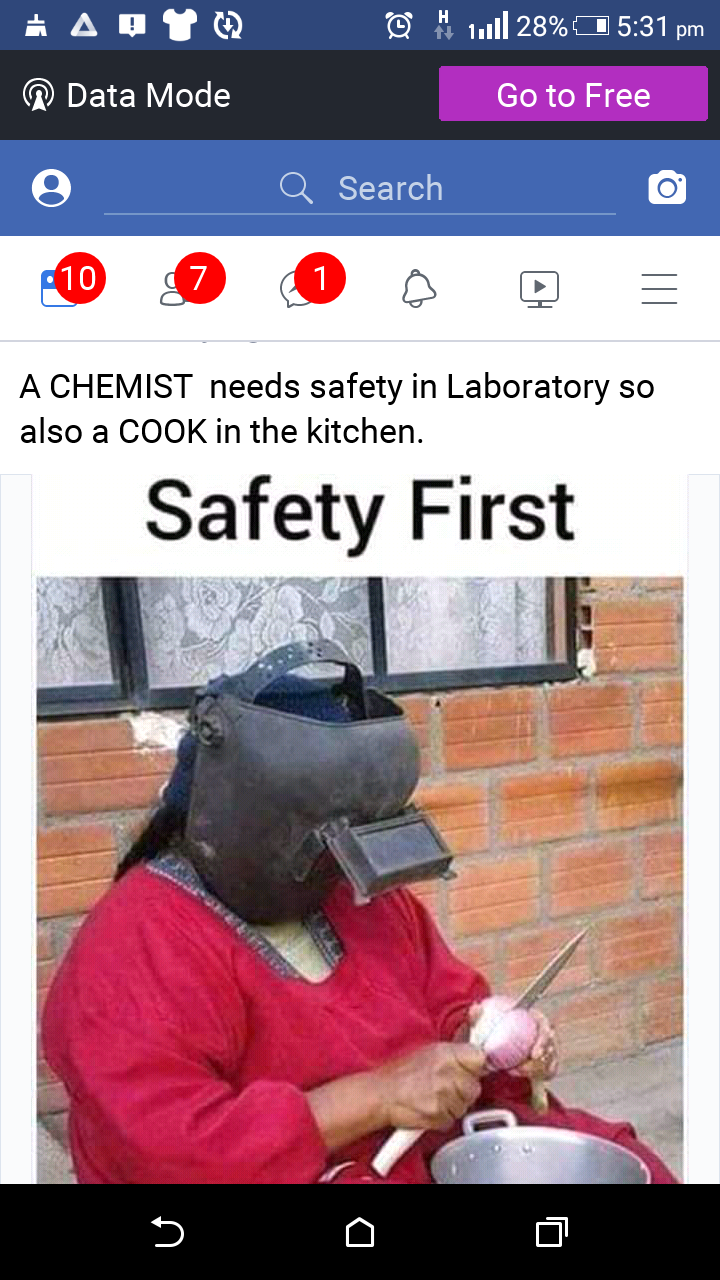 H
28%
5:31 pm
Data Mode
Go to Free
Search
10
7
1
A CHEMIST  needs safety in Laboratory so
also a COOK in the kitchen.
Safety First